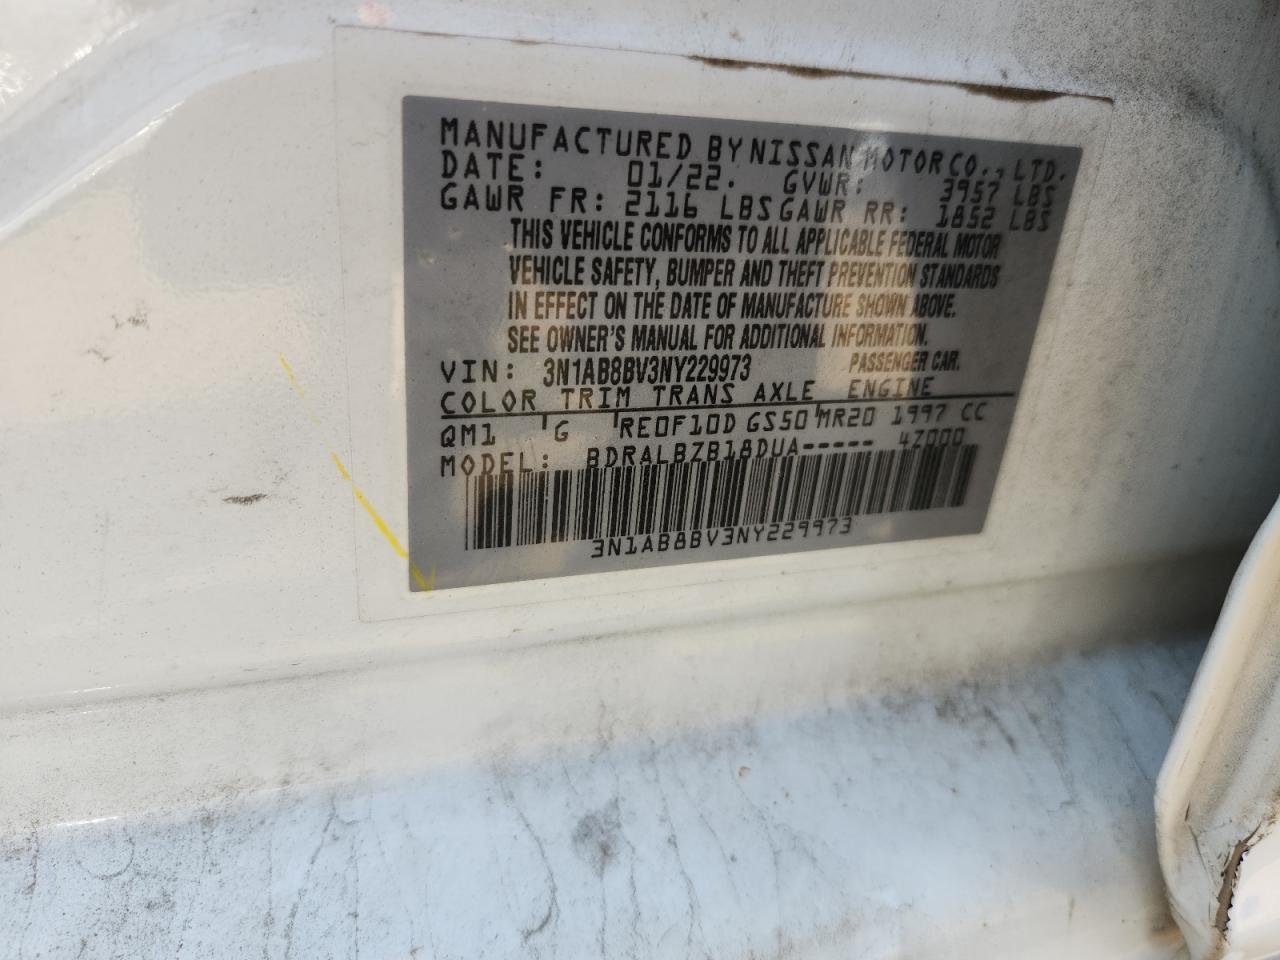 MANUFACTURED BY NISSAN MOTOR CO., LTD.
DATE: 01/22. GVWR: 3957 LBS
GAWR FR: 2116 LBS GAWR RR: 1852 LBS
THIS VEHICLE CONFORMS TO ALL APPLICABLE FEDERAL MOTOR
VEHICLE SAFETY, BUMPER AND THEFT PREVENTION STANDARDS
IN EFFECT ON THE DATE OF MANUFACTURE SHOWN ABOVE.
SEE OWNER'S MANUAL FOR ADDITIONAL INFORMATION.
VIN: 3N1AB8BV3NY229973 PASSENGER CAR.
COLOR TRIM TRANS AXLE ENGINE
QM1 G RE0F10D GS50 MR20 1997 CC
MODEL: BDRALBZB18DUA----- 4Z000
3N1AB8BV3NY229973